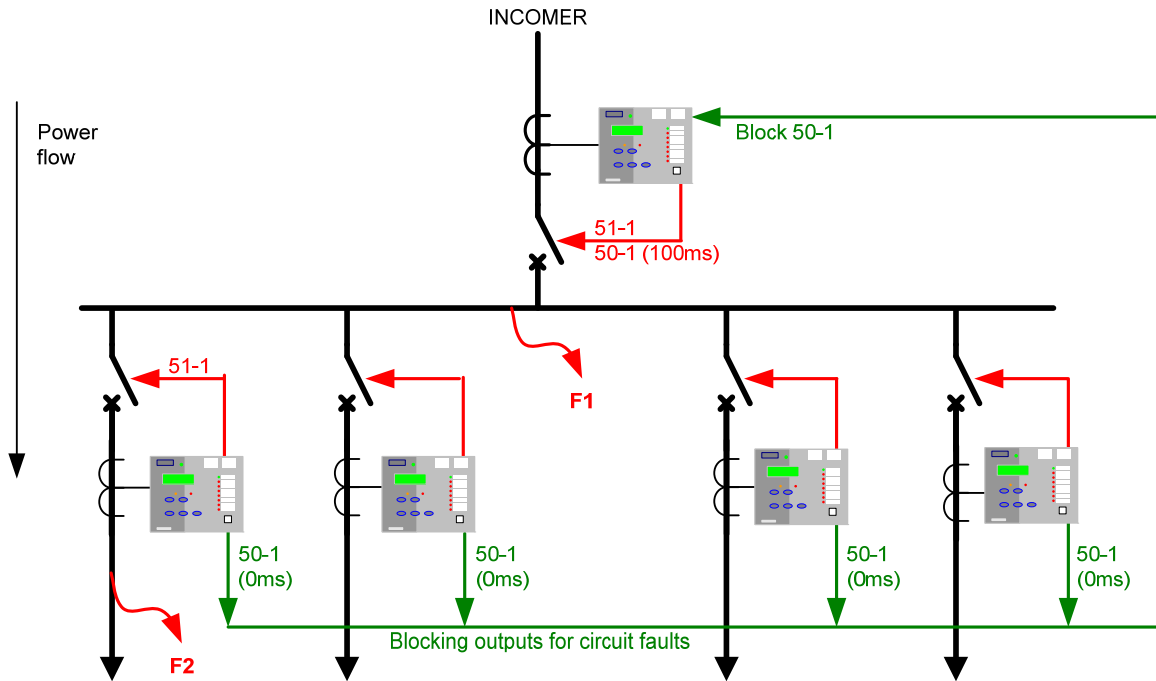 INCOMER
Power
flow
Block 50-1
51-1
50-1 (100ms)
51-1
F1
50-1
(0ms)
50-1
(0ms)
50-1
(0ms)
50-1
(0ms)
Blocking outputs for circuit faults
F2